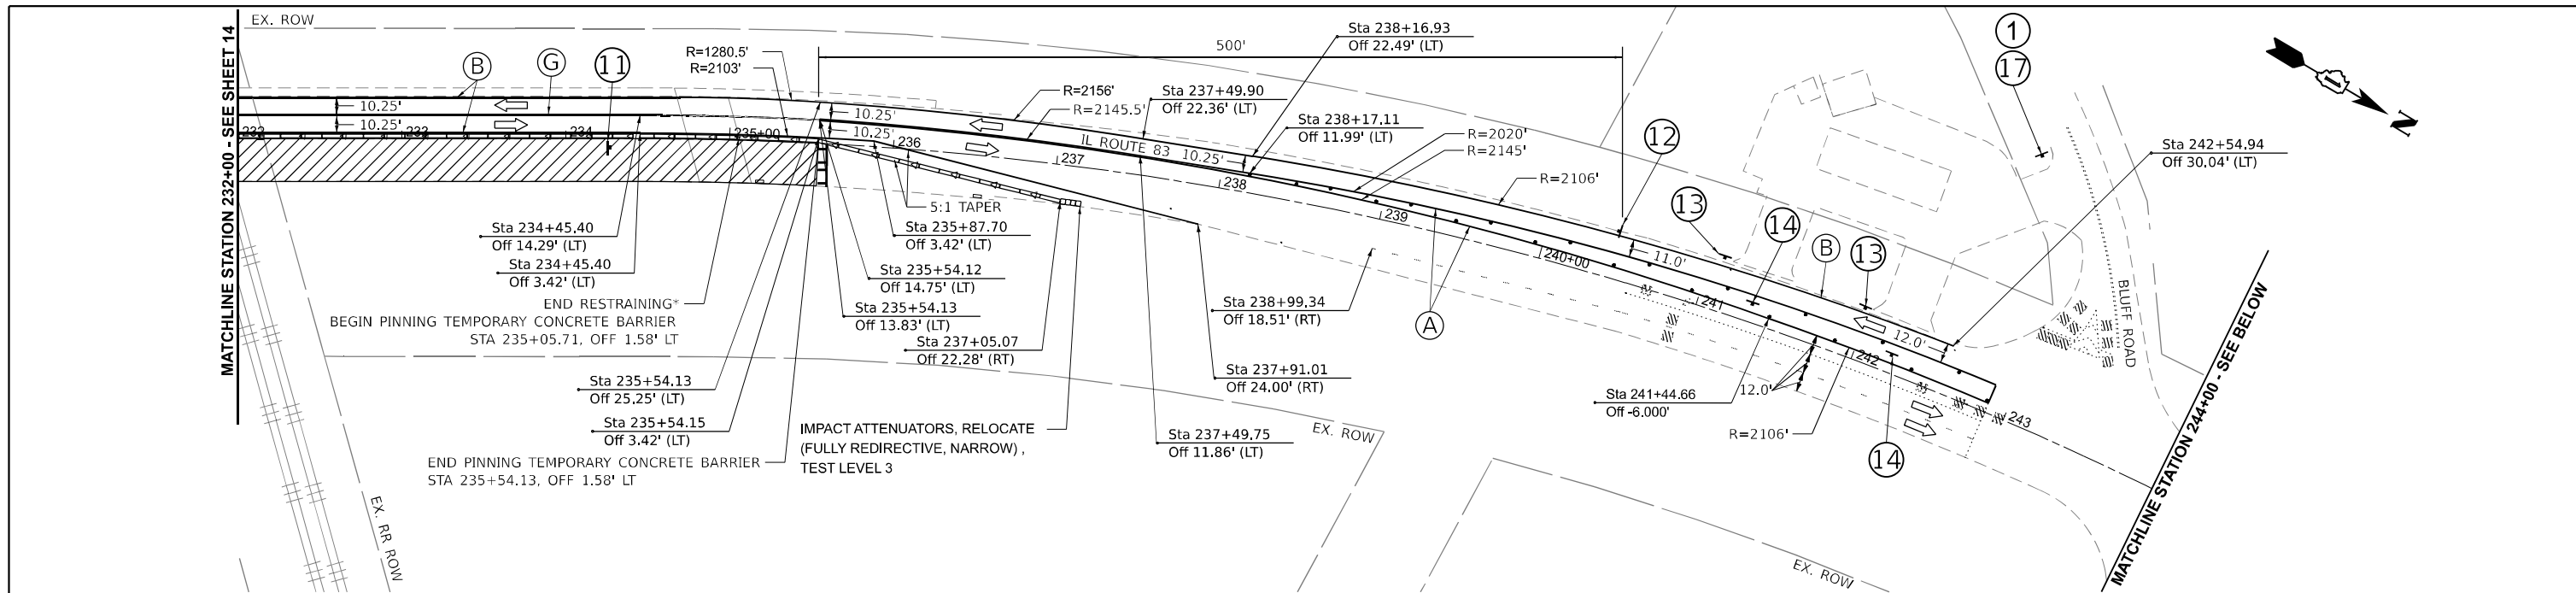 MATCHLINE STATION 232+00 - SEE SHEET 14
EX. ROW
B
G
11
R=1280.5'
R=2103'
500'
Sta 238+16.93
Off 22.49' (LT)
1
17
N
10.25'
10.25'
232
233
234
235+00
10.25'
10.25'
236
R=2156'
R=2145.5'
Sta 237+49.90
Off 22.36' (LT)
Sta 238+17.11
Off 11.99' (LT)
R=2020'
R=2145'
12
Sta 242+54.94
Off 30.04' (LT)
IL ROUTE 83
10.25'
237
238
239
R=2106'
13
14
B
13
5:1 TAPER
Sta 234+45.40
Off 14.29' (LT)
Sta 234+45.40
Off 3.42' (LT)
Sta 235+87.70
Off 3.42' (LT)
Sta 235+54.12
Off 14.75' (LT)
Sta 235+54.13
Off 13.83' (LT)
Sta 237+05.07
Off 22.28' (RT)
Sta 238+99.34
Off 18.51' (RT)
A
240+00
11.0'
241
12.0'
242
243
BLUFF ROAD
END RESTRAINING*
BEGIN PINNING TEMPORARY CONCRETE BARRIER
STA 235+05.71, OFF 1.58' LT
Sta 235+54.13
Off 25.25' (LT)
Sta 235+54.15
Off 3.42' (LT)
Sta 237+91.01
Off 24.00' (RT)
Sta 241+44.66
Off -6.000'
12.0'
R=2106'
14
IMPACT ATTENUATORS, RELOCATE
(FULLY REDIRECTIVE, NARROW) ,
TEST LEVEL 3
Sta 237+49.75
Off 11.86' (LT)
EX. ROW
END PINNING TEMPORARY CONCRETE BARRIER
STA 235+54.13, OFF 1.58' LT
EX. RR ROW
EX. ROW
MATCHLINE STATION 244+00 - SEE BELOW